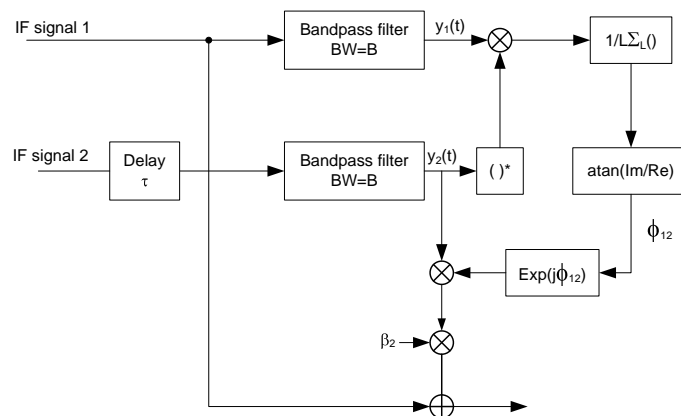 IF signal 1
Bandpass filter
BW=B
y₁(t)
1/LΣL()
IF signal 2
Delay
τ
Bandpass filter
BW=B
y₂(t)
( )*
atan(Im/Re)
ϕ₁₂
Exp(jϕ₁₂)
β₂